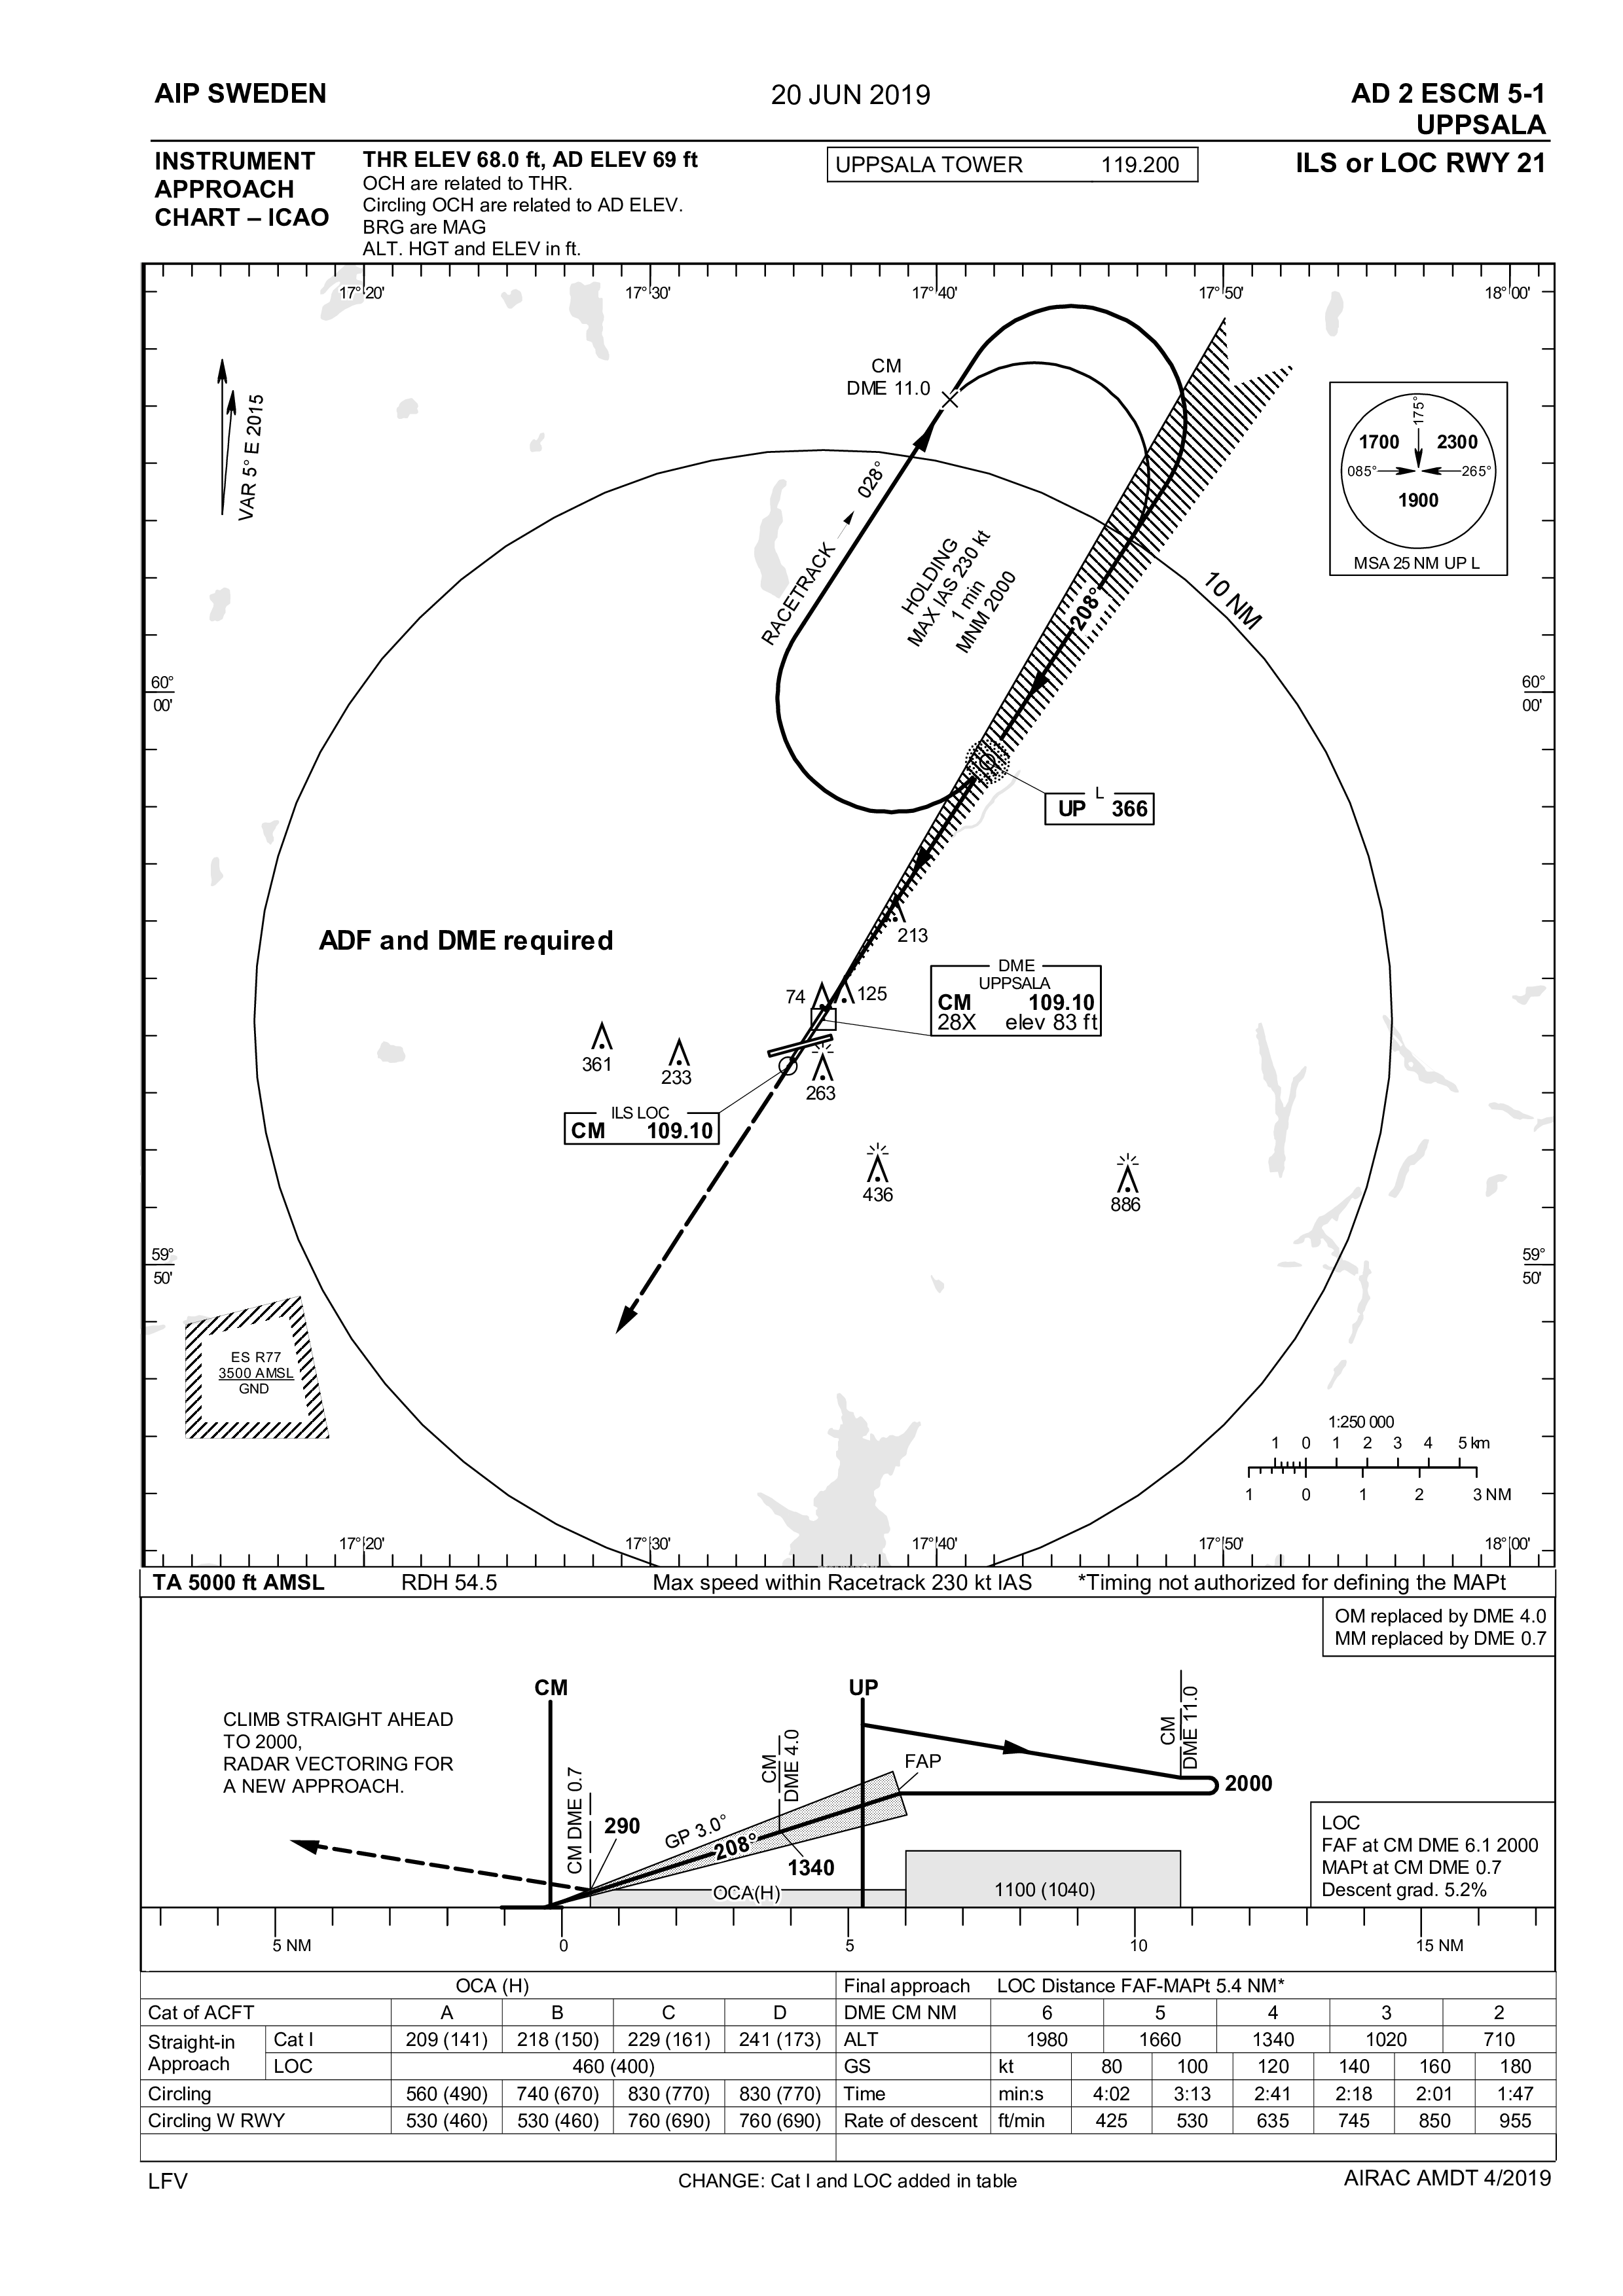 AIP SWEDEN
20 JUN 2019
AD 2 ESCM 5-1
UPPSALA
INSTRUMENT
APPROACH
CHART – ICAO
THR ELEV 68.0 ft, AD ELEV 69 ft
OCH are related to THR.
Circling OCH are related to AD ELEV.
BRG are MAG
ALT. HGT and ELEV in ft.
UPPSALA TOWER 119.200
ILS or LOC RWY 21
17°20' 17°30' 17°40' 17°50' 18°00'
VAR 5° E 2015
CM
DME 11.0
RACETRACK 028°
HOLDING
MAX IAS 230 kt
1 min
MNM 2000
208°
10 NM
175°
1700 2300
085° 265°
1900
MSA 25 NM UP L
60°
00'
60°
00'
L
UP 366
ADF and DME required
213
74 125
DME
UPPSALA
CM 109.10
28X elev 83 ft
361
233
263
ILS LOC
CM 109.10
436
886
59°
50'
59°
50'
ES R77
3500 AMSL
GND
1:250 000
1 0 1 2 3 4 5 km
1 0 1 2 3 NM
17°20' 17°30' 17°40' 17°50' 18°00'
TA 5000 ft AMSL RDH 54.5 Max speed within Racetrack 230 kt IAS *Timing not authorized for defining the MAPt
OM replaced by DME 4.0
MM replaced by DME 0.7
CM
UP
CLIMB STRAIGHT AHEAD
TO 2000,
RADAR VECTORING FOR
A NEW APPROACH.
CM DME 0.7
CM
DME 4.0
CM
DME 11.0
FAP
2000
290
GP 3.0°
208°
1340
OCA(H)
1100 (1040)
LOC
FAF at CM DME 6.1 2000
MAPt at CM DME 0.7
Descent grad. 5.2%
5 NM 0 5 10 15 NM
OCA (H)
Final approach LOC Distance FAF-MAPt 5.4 NM*
Cat of ACFT A B C D
DME CM NM 6 5 4 3 2
Straight-in
Approach
Cat I 209 (141) 218 (150) 229 (161) 241 (173)
ALT 1980 1660 1340 1020 710
LOC 460 (400)
GS kt 80 100 120 140 160 180
Circling 560 (490) 740 (670) 830 (770) 830 (770)
Time min:s 4:02 3:13 2:41 2:18 2:01 1:47
Circling W RWY 530 (460) 530 (460) 760 (690) 760 (690)
Rate of descent ft/min 425 530 635 745 850 955
LFV
CHANGE: Cat I and LOC added in table
AIRAC AMDT 4/2019